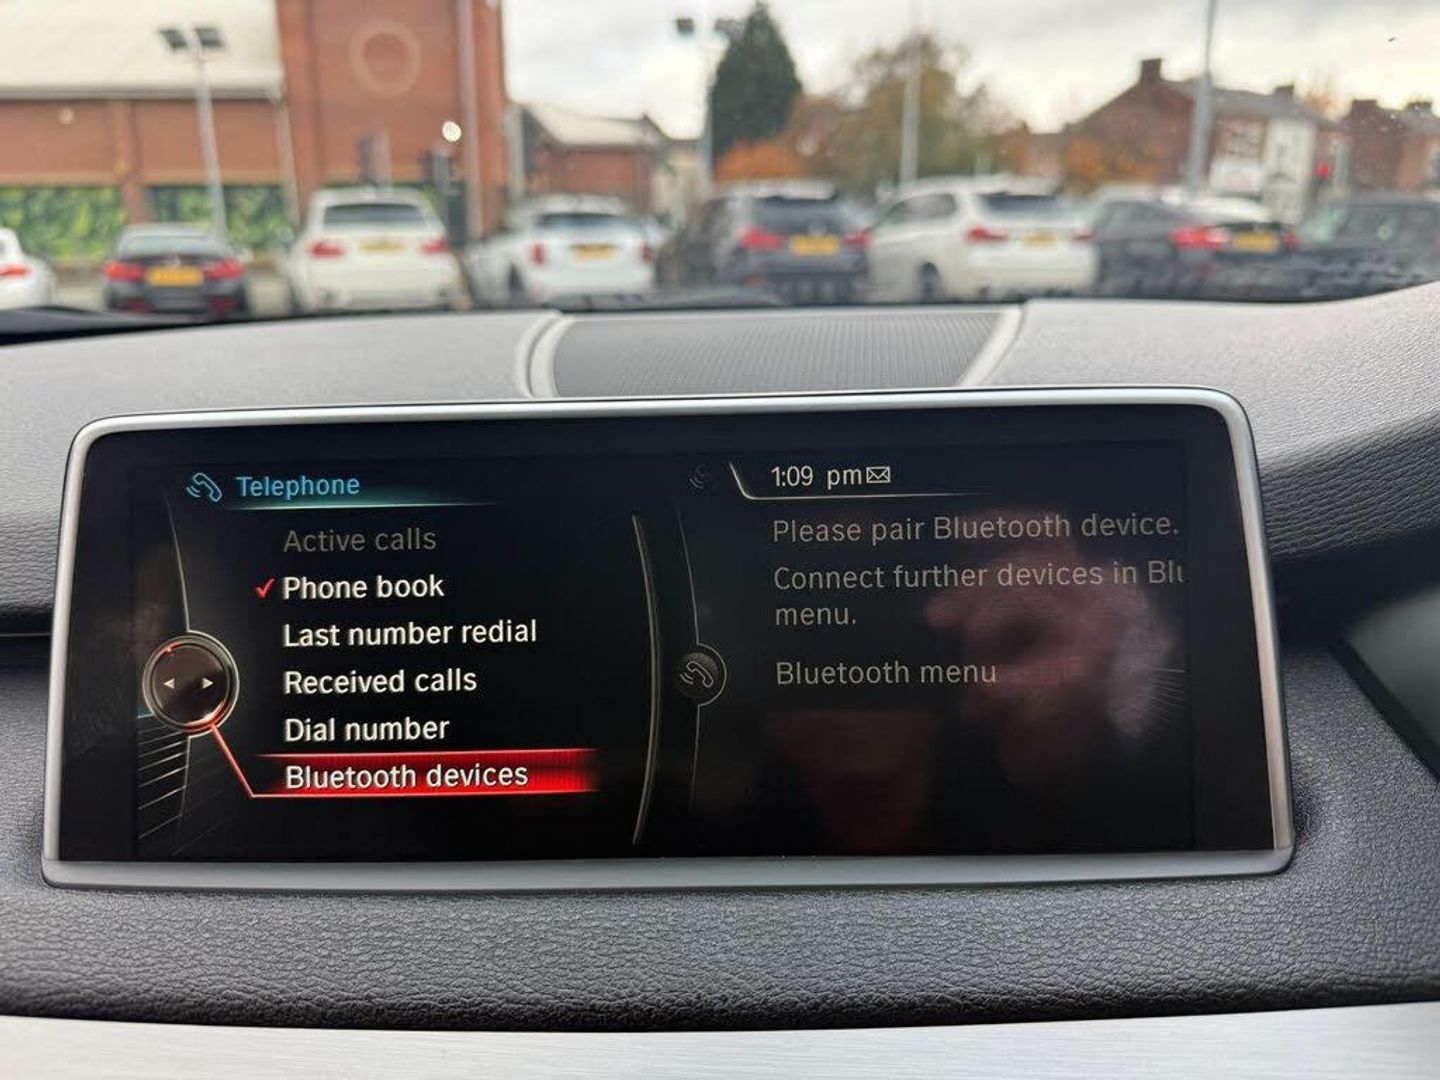 Telephone
Active calls
Phone book
Last number redial
Received calls
Dial number
Bluetooth devices
1:09 pm
Please pair Bluetooth device.
Connect further devices in Blu
menu.
Bluetooth menu